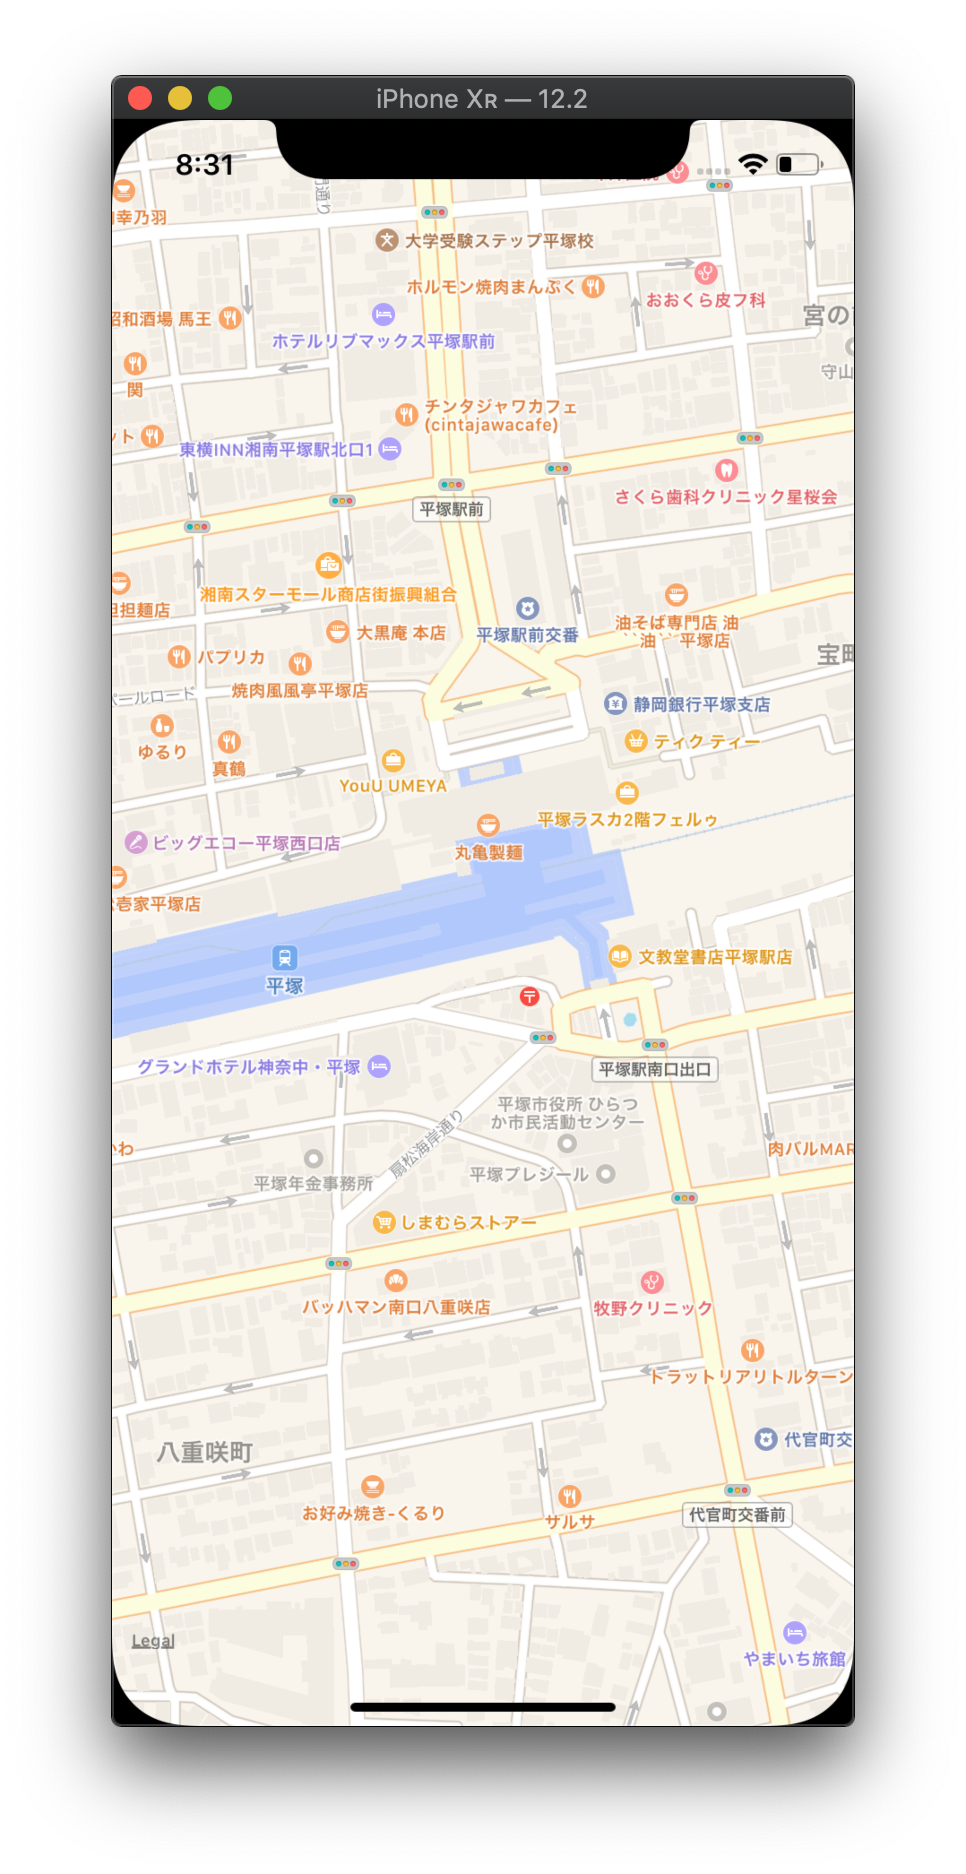 iPhone XR — 12.2
8:31
幸乃羽
大学受験ステップ平塚校
ホルモン焼肉まんぷく
おおくら皮フ科
宮の
昭和酒場 馬王
ホテルリブマックス平塚駅前
守山
関
チンタジャワカフェ
(cintajawacafe)
ット
東横INN湘南平塚駅北口1
さくら歯科クリニック星桜会
平塚駅前
湘南スターモール商店街振興組合
担担麺店
大黒庵 本店
平塚駅前交番
油そば専門店 油
油 平塚店
宝町
パプリカ
焼肉風風亭平塚店
パールロード
静岡銀行平塚支店
ゆるり
真鶴
ティク ティー
YouU UMEYA
平塚ラスカ2階フェルゥ
ビッグエコー平塚西口店
丸亀製麺
壱家平塚店
文教堂書店平塚駅店
平塚
グランドホテル神奈中・平塚
平塚駅南口出口
平塚市役所 ひらつ
か市民活動センター
扇松海岸通り
かわ
肉バルMAR
平塚年金事務所
平塚プレジール
しまむらストアー
バッハマン南口八重咲店
牧野クリニック
トラットリアリトルターン
八重咲町
代官町交
お好み焼き-くるり
サルサ
代官町交番前
Legal
やまいち旅館